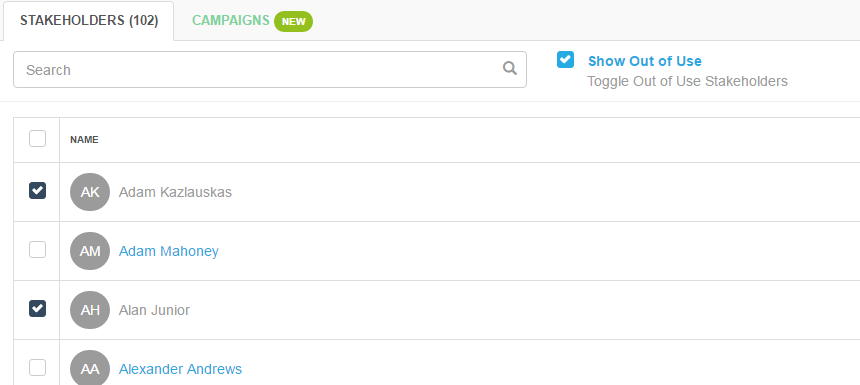 STAKEHOLDERS (102) CAMPAIGNS NEW
Search
Show Out of Use
Toggle Out of Use Stakeholders
NAME
AK Adam Kazlauskas
AM Adam Mahoney
AH Alan Junior
AA Alexander Andrews